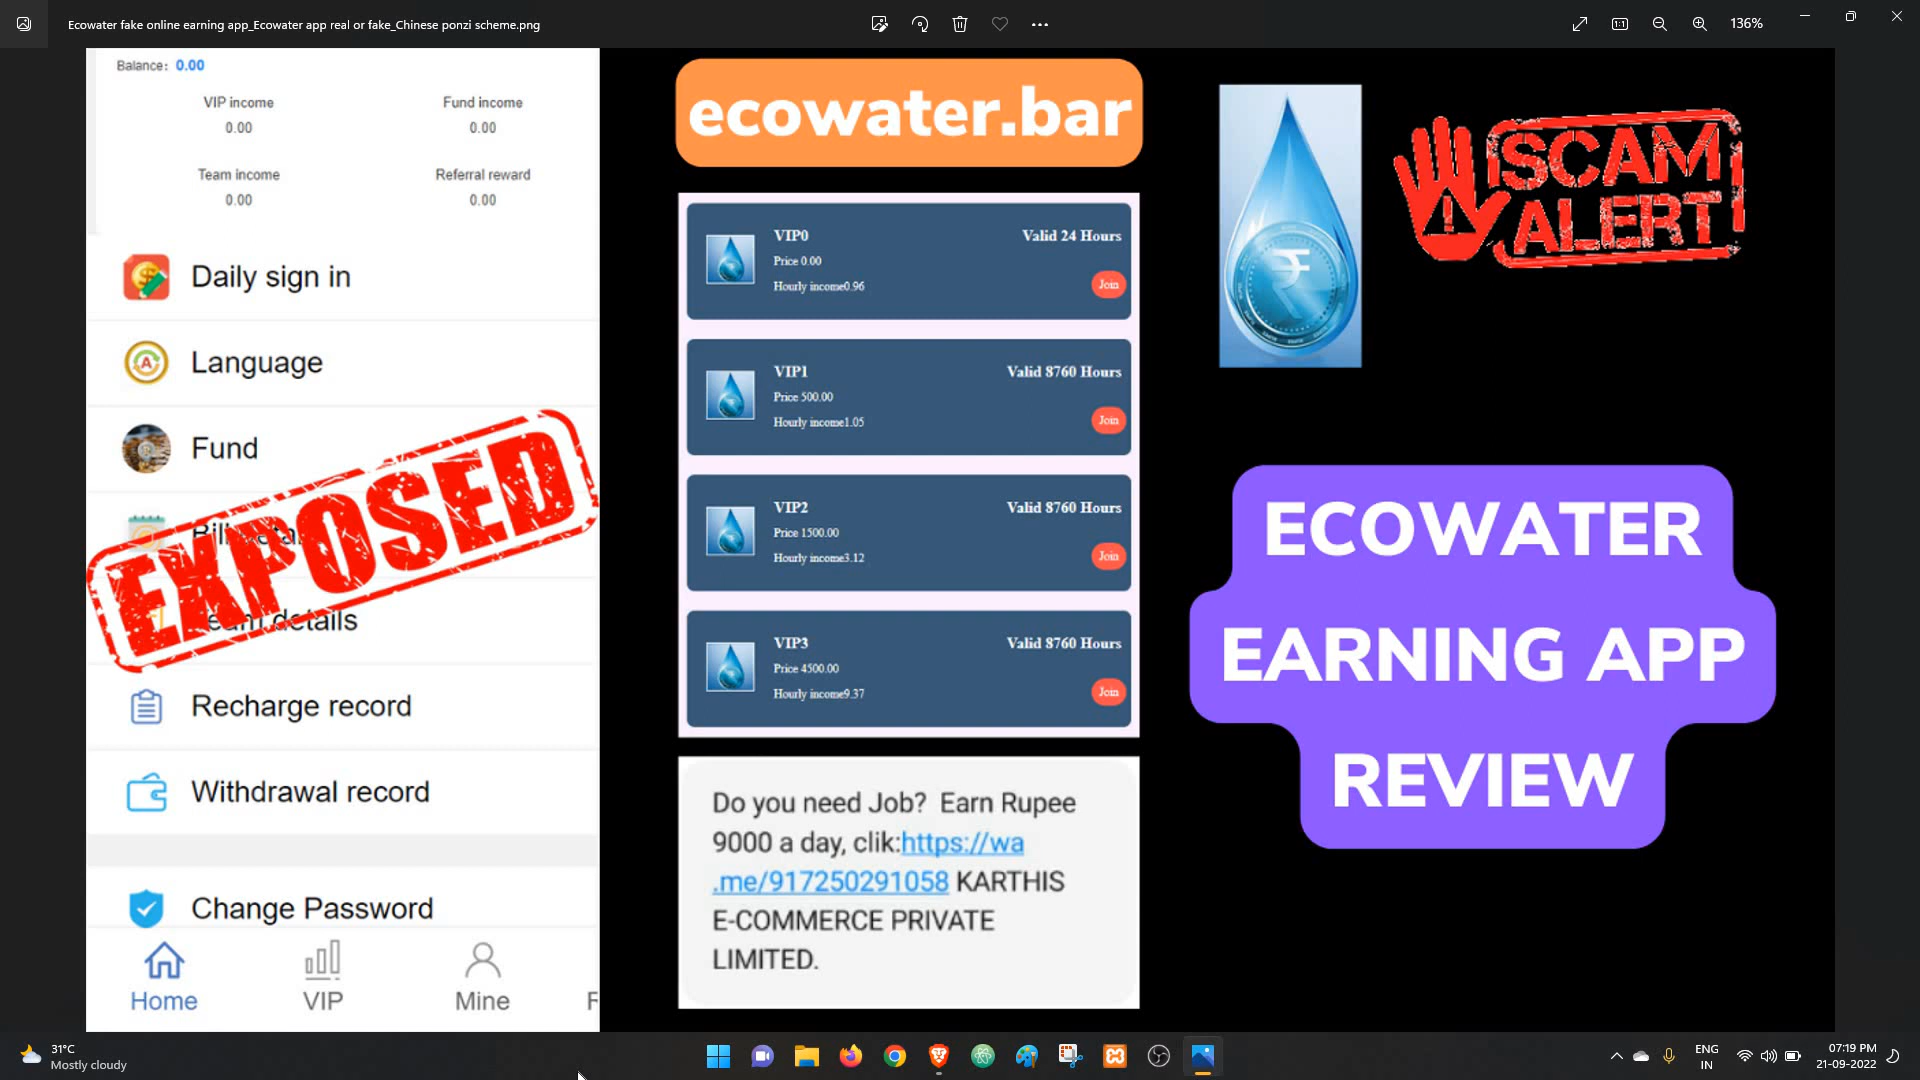 Ecowater fake online earning app_Ecowater app real or fake_Chinese ponzi scheme.png
136%
Balance: 0.00
VIP income
0.00
Fund income
0.00
Team income
0.00
Referral reward
0.00
Daily sign in
Language
Fund
EXPOSED
details
Recharge record
Withdrawal record
Change Password
Home
VIP
Mine
F
ecowater.bar
VIP0
Valid 24 Hours
Price 0.00
Hourly income0.96
Join
VIP1
Valid 8760 Hours
Price 500.00
Hourly income1.05
Join
VIP2
Valid 8760 Hours
Price 1500.00
Hourly income3.12
Join
VIP3
Valid 8760 Hours
Price 4500.00
Hourly income9.37
Join
Do you need Job? Earn Rupee
9000 a day, clik:https://wa
.me/917250291058 KARTHIS
E-COMMERCE PRIVATE
LIMITED.
SCAM
ALERT
ECOWATER
EARNING APP
REVIEW
31°C
Mostly cloudy
ENG
IN
07:19 PM
21-09-2022